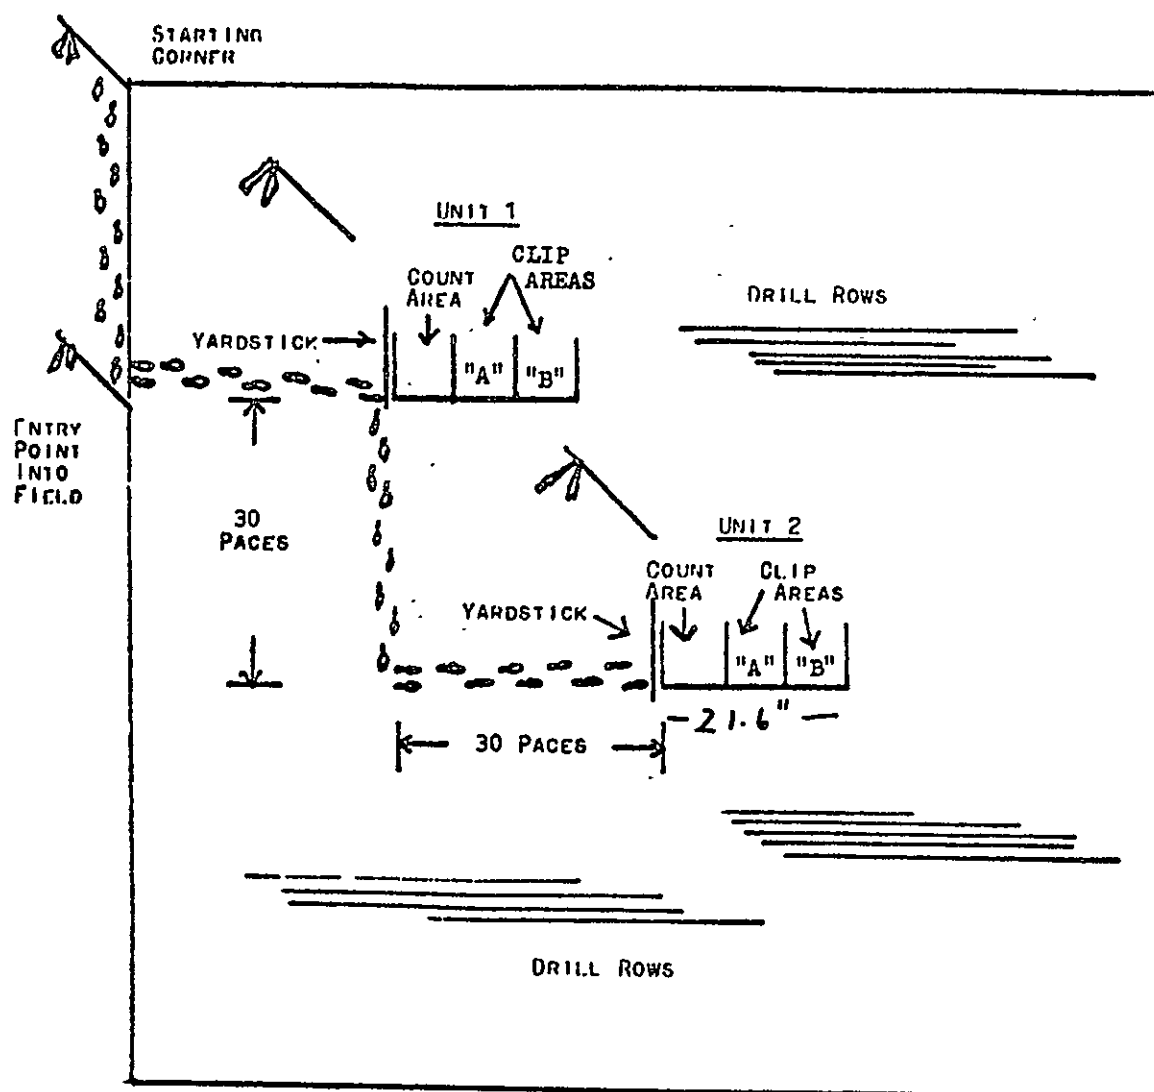 STARTING
CORNER
UNIT 1
CLIP
AREAS
COUNT
AREA
DRILL ROWS
YARDSTICK
"A"
"B"
ENTRY
POINT
INTO
FIELD
30
PACES
UNIT 2
COUNT
AREA
CLIP
AREAS
YARDSTICK
"A"
"B"
21.6"
30 PACES
DRILL ROWS